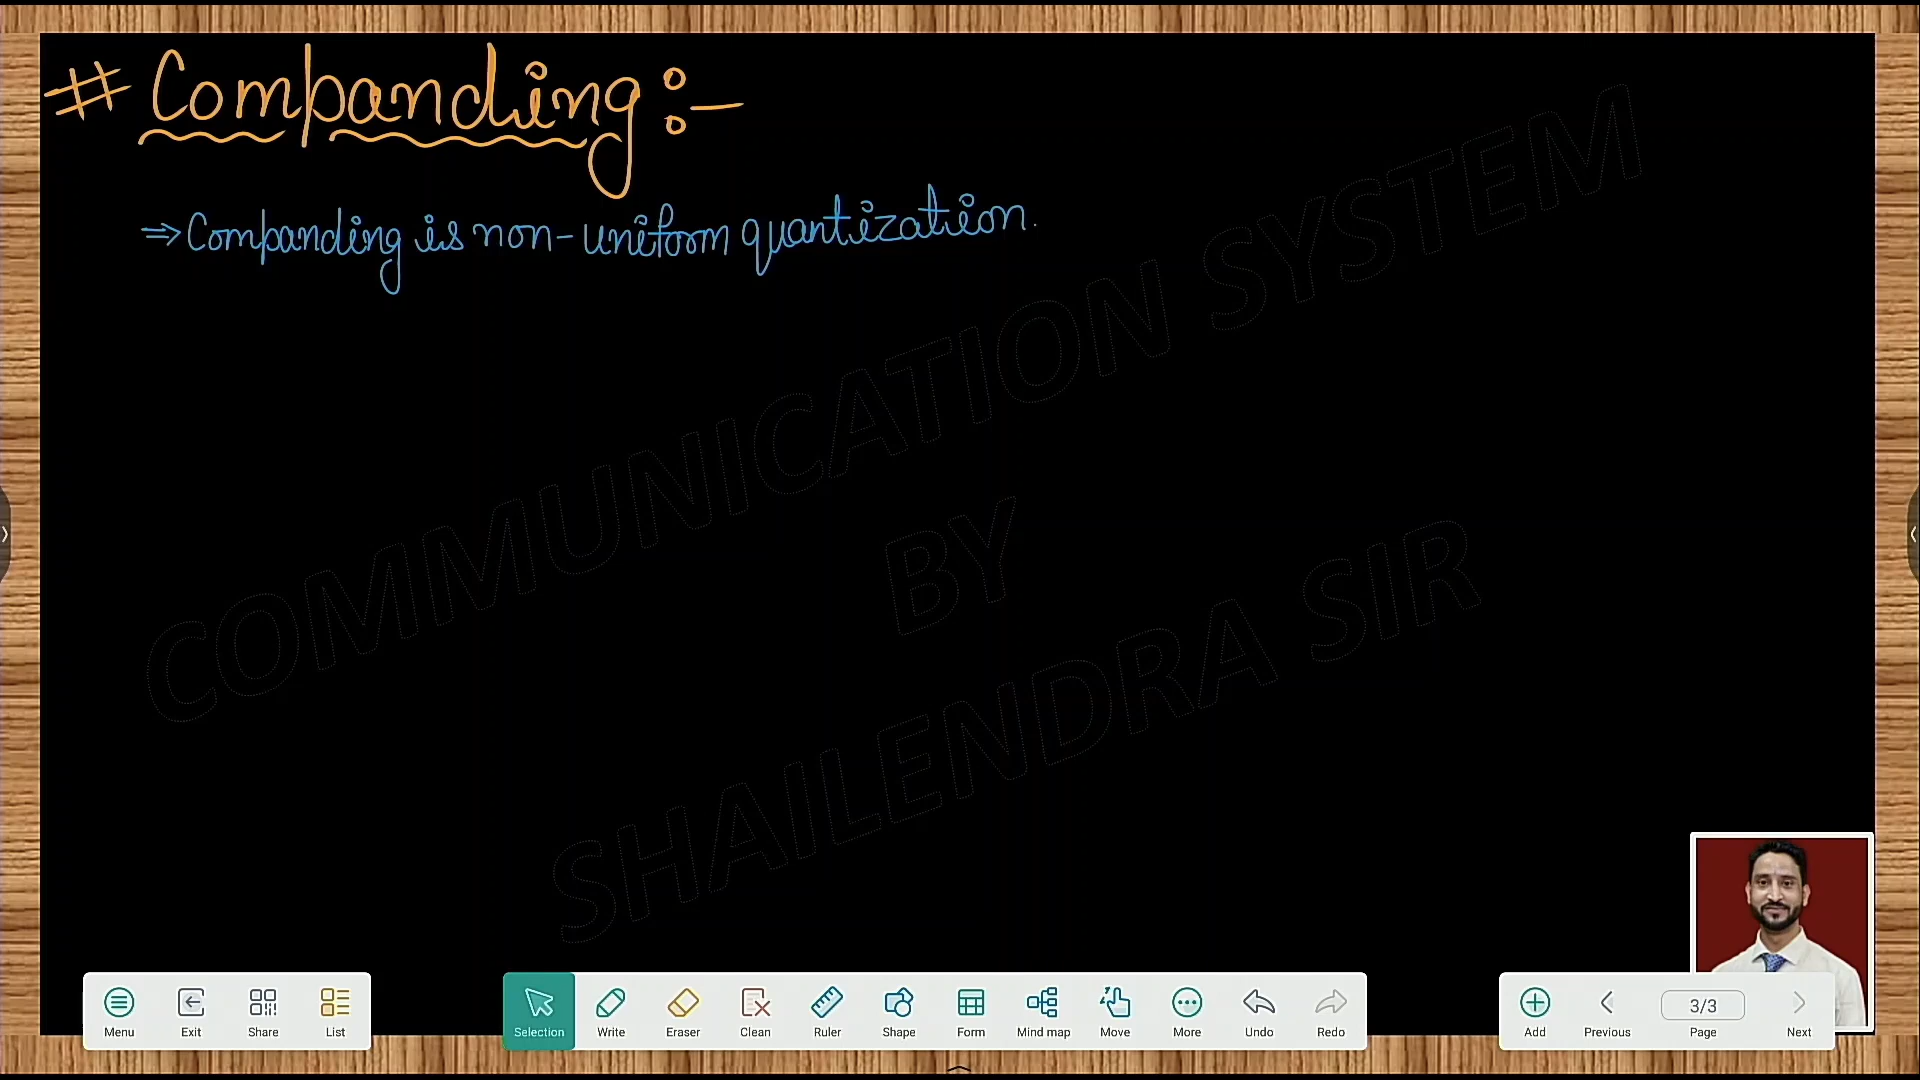 # Companding :-
⇒ Companding is non-uniform quantization.
COMMUNICATION SYSTEM
BY
SHAILENDRA SIR
Menu Exit Share List
Selection Write Eraser Clean Ruler Shape Form Mind map Move More Undo Redo
Add Previous 3/3 Page Next